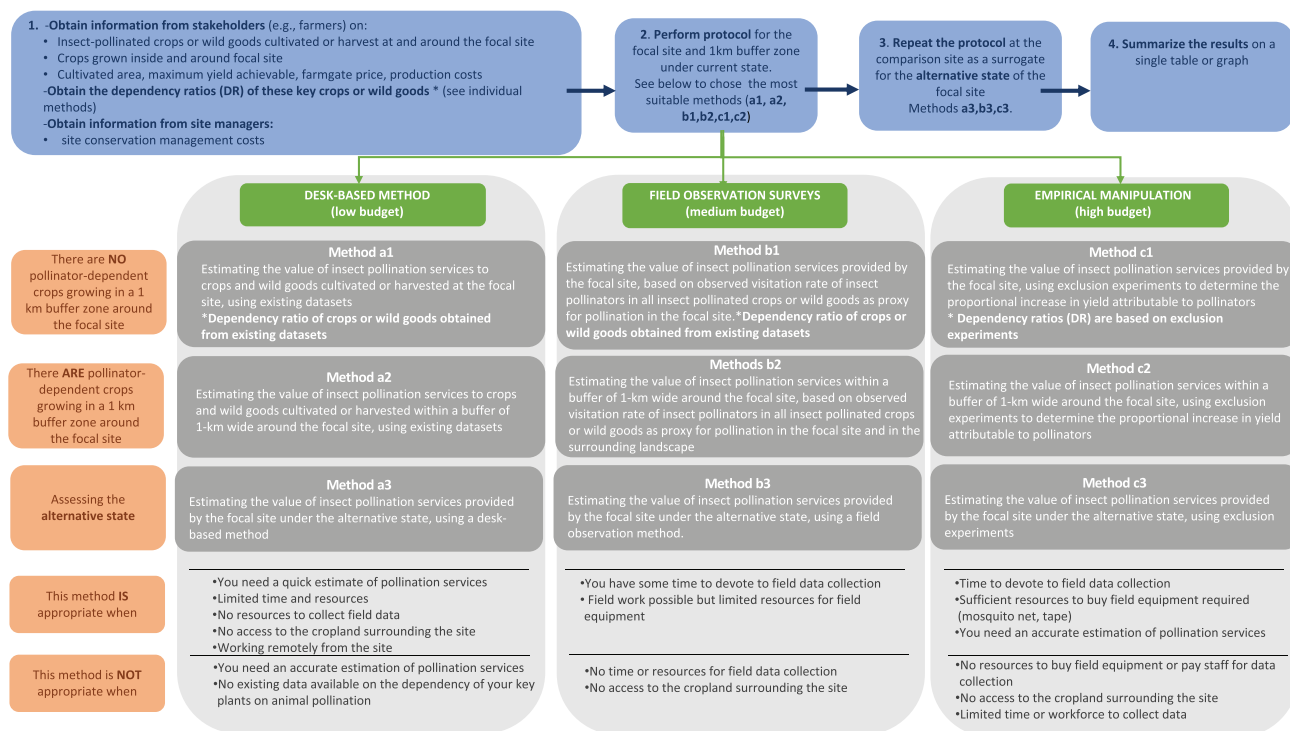 1. -Obtain information from stakeholders (e.g., farmers) on:
• Insect-pollinated crops or wild goods cultivated or harvest at and around the focal site
• Crops grown inside and around focal site
• Cultivated area, maximum yield achievable, farmgate price, production costs
-Obtain the dependency ratios (DR) of these key crops or wild goods * (see individual
methods)
-Obtain information from site managers:
• site conservation management costs
2. Perform protocol for the
focal site and 1km buffer zone
under current state.
See below to chose the most
suitable methods (a1, a2,
b1,b2,c1,c2)
3. Repeat the protocol at the
comparison site as a surrogate
for the alternative state of the
focal site
Methods a3,b3,c3.
4. Summarize the results on a
single table or graph
DESK-BASED METHOD
(low budget)
FIELD OBSERVATION SURVEYS
(medium budget)
EMPIRICAL MANIPULATION
(high budget)
There are NO
pollinator-dependent
crops growing in a 1
km buffer zone around
the focal site
Method a1
Estimating the value of insect pollination services to
crops and wild goods cultivated or harvested at the focal
site, using existing datasets
*Dependency ratio of crops or wild goods obtained
from existing datasets
Method b1
Estimating the value of insect pollination services provided by
the focal site, based on observed visitation rate of insect
pollinators in all insect pollinated crops or wild goods as proxy
for pollination in the focal site.*Dependency ratio of crops or
wild goods obtained from existing datasets
Method c1
Estimating the value of insect pollination services provided by
the focal site, using exclusion experiments to determine the
proportional increase in yield attributable to pollinators
* Dependency ratios (DR) are based on exclusion
experiments
There ARE pollinator-
dependent crops
growing in a 1 km
buffer zone around
the focal site
Method a2
Estimating the value of insect pollination services to crops
and wild goods cultivated or harvested within a buffer of
1-km wide around the focal site, using existing datasets
Methods b2
Estimating the value of insect pollination services within a
buffer of 1-km wide around the focal site, based on observed
visitation rate of insect pollinators in all insect pollinated crops
or wild goods as proxy for pollination in the focal site and in the
surrounding landscape
Method c2
Estimating the value of insect pollination services within a
buffer of 1-km wide around the focal site, using exclusion
experiments to determine the proportional increase in yield
attributable to pollinators
Assessing the
alternative state
Method a3
Estimating the value of insect pollination services provided
by the focal site under the alternative state, using a desk-
based method
Method b3
Estimating the value of insect pollination services provided
by the focal site under the alternative state, using a field
observation method.
Method c3
Estimating the value of insect pollination services provided
by the focal site under the alternative state, using exclusion
experiments
This method IS
appropriate when
•You need a quick estimate of pollination services
•Limited time and resources
•No resources to collect field data
•No access to the cropland surrounding the site
•Working remotely from the site
•You have some time to devote to field data collection
• Field work possible but limited resources for field
equipment
•Time to devote to field data collection
•Sufficient resources to buy field equipment required
(mosquito net, tape)
•You need an accurate estimation of pollination services
This method is NOT
appropriate when
•You need an accurate estimation of pollination services
•No existing data available on the dependency of your key
plants on animal pollination
•No time or resources for field data collection
•No access to the cropland surrounding the site
•No resources to buy field equipment or pay staff for data
collection
•No access to the cropland surrounding the site
•Limited time or workforce to collect data